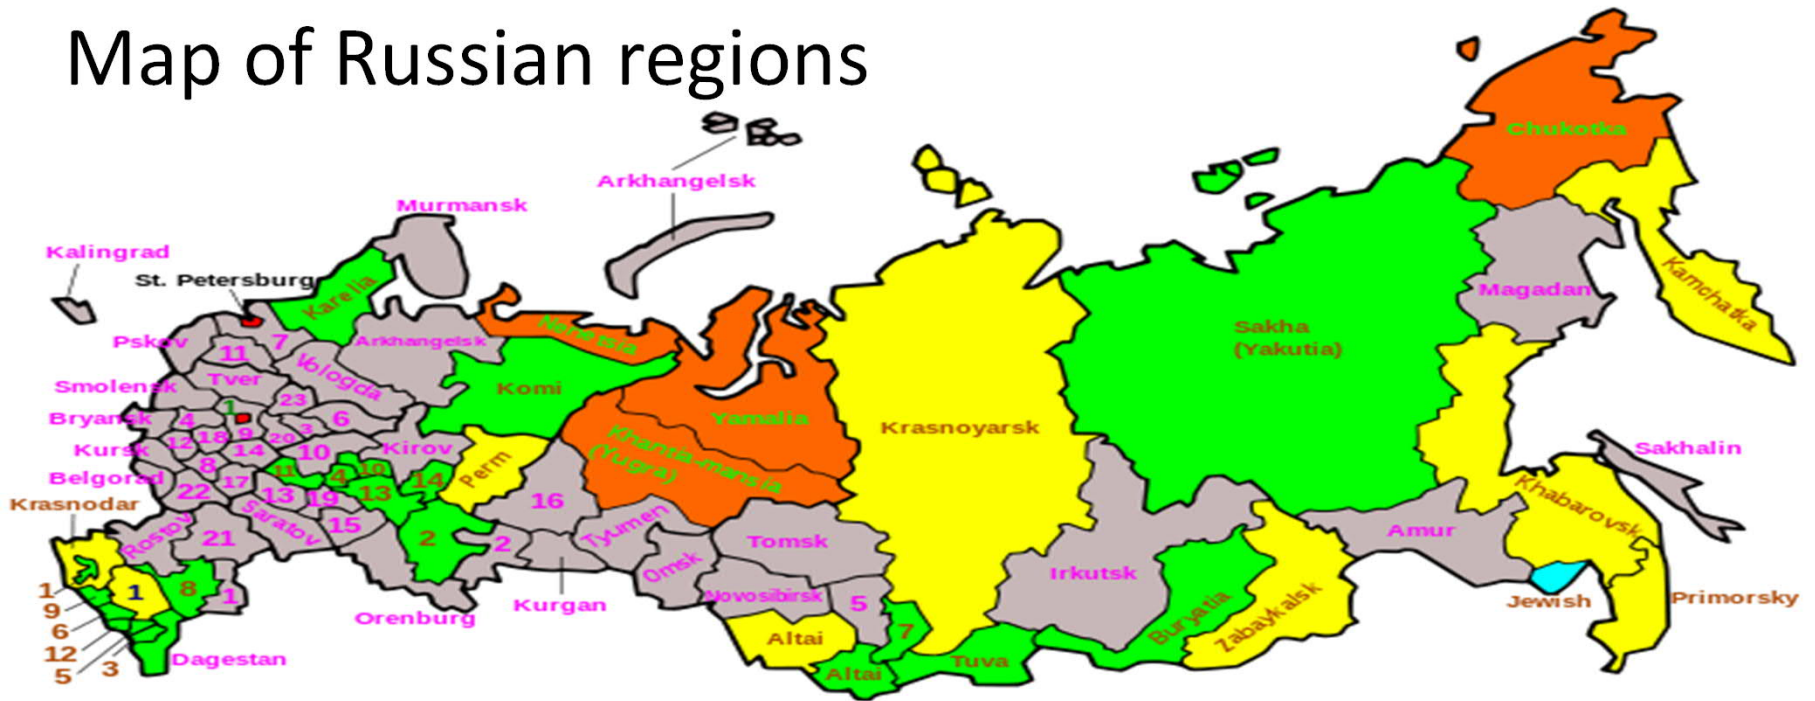 Map of Russian regions
Chukotka
Arkhangelsk
Murmansk
Kalingrad
St. Petersburg
Karelia
Kamchatka
Magadan
Sakha
(Yakutia)
Pskov
7
Arkhangelsk
Nenetsia
11
Vologda
Smolensk
Tver
Komi
23
1
Bryansk
4
6
Yamalia
Krasnoyarsk
3
12
18
9
20
Khantia-mansia
(Yugra)
Kursk
14
10
Kirov
Sakhalin
8
11
4
10
Perm
Belgorad
17
14
22
13
19
13
16
Khabarovsk
Krasnodar
Saratov
15
Tyumen
Rostov
21
2
2
Tomsk
Amur
Omsk
Irkutsk
1
8
1
1
Novosibirsk
5
Jewish
Primorsky
9
Kurgan
Orenburg
Buryatia
Zabaykalsk
6
7
Altai
12
Dagestan
Tuva
5
3
Altai